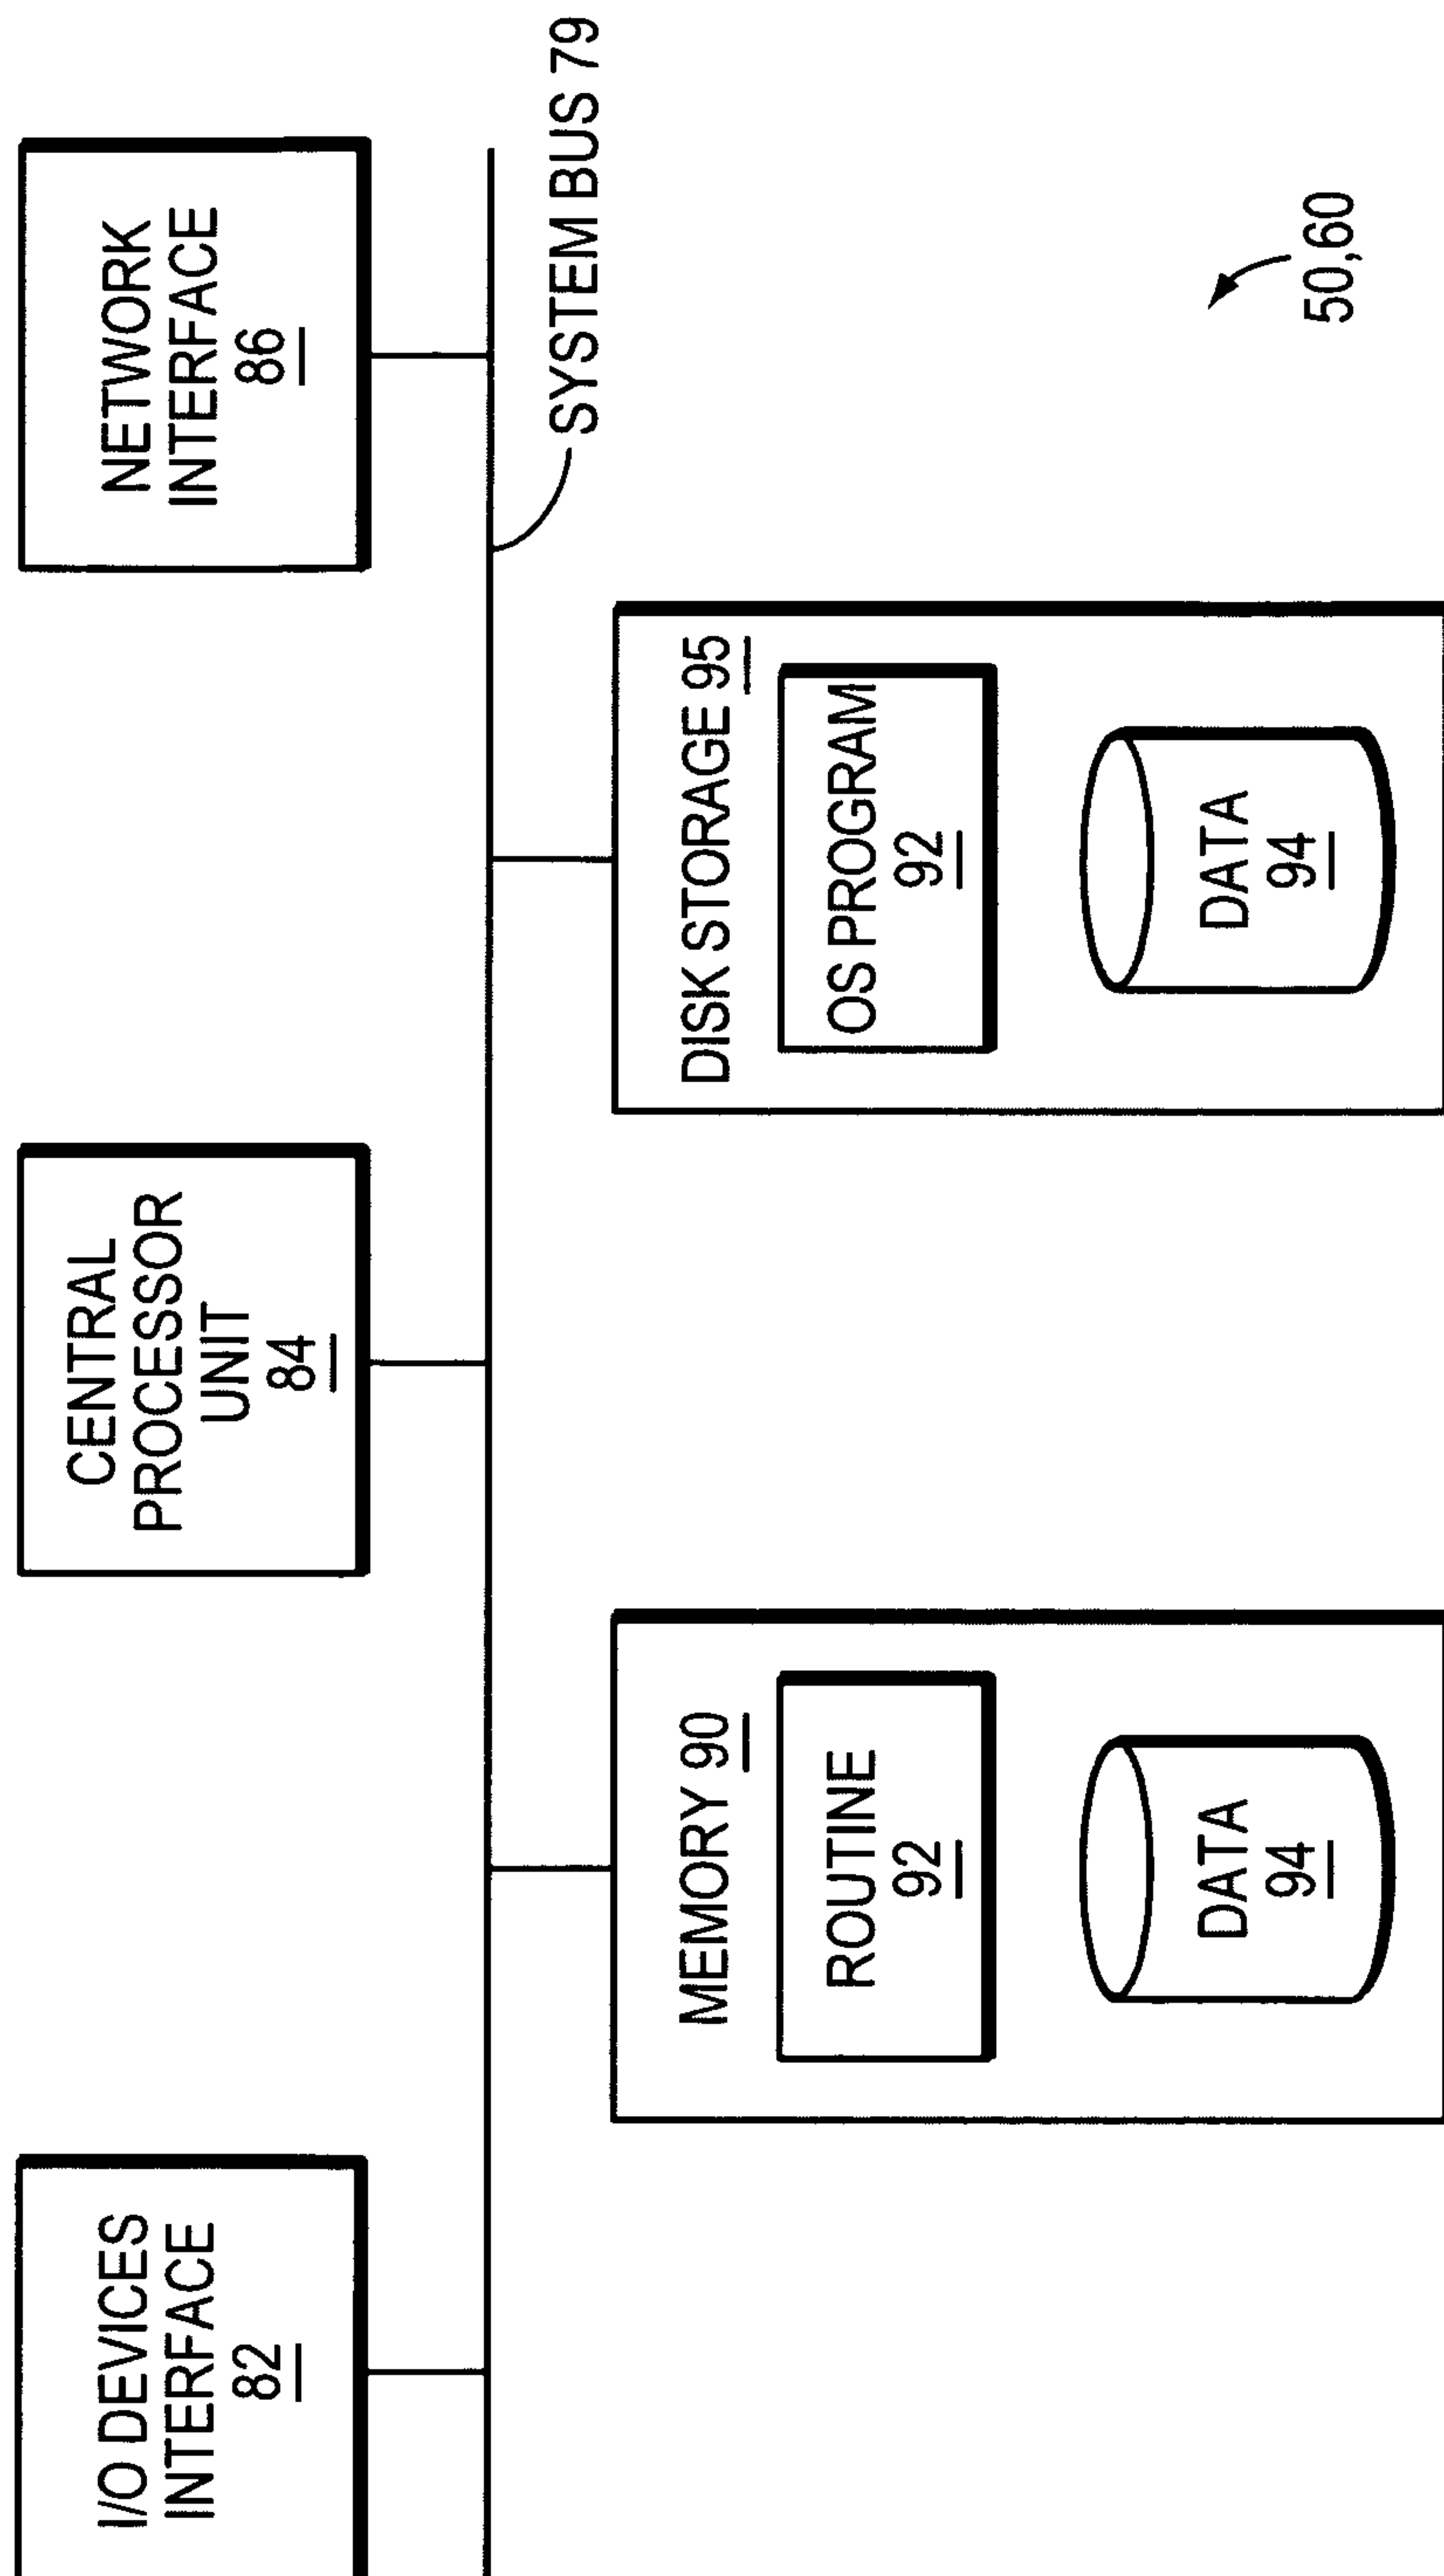 I/O DEVICES
INTERFACE
82
CENTRAL
PROCESSOR
UNIT
84
NETWORK
INTERFACE
86
SYSTEM BUS 79
MEMORY 90
ROUTINE
92
DATA
94
DISK STORAGE 95
OS PROGRAM
92
DATA
94
50,60